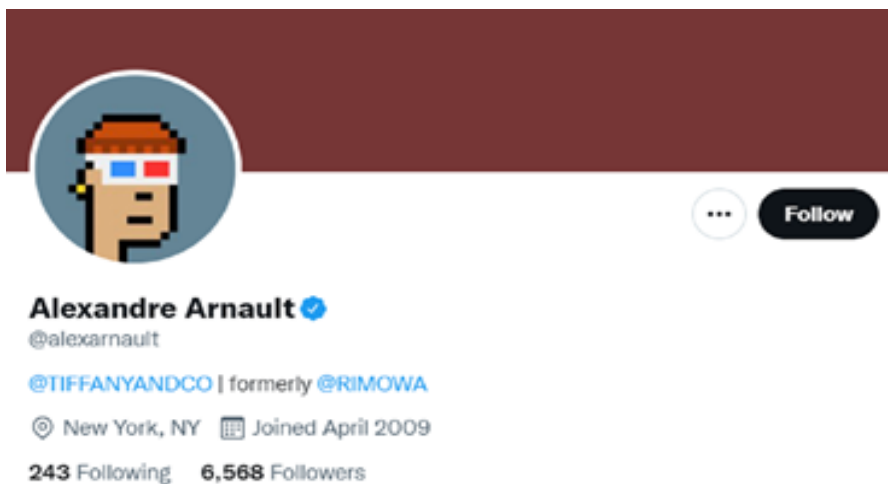 Follow
Alexandre Arnault
@alexarnault
@TIFFANYANDCO | formerly @RIMOWA
New York, NY Joined April 2009
243 Following 6,568 Followers